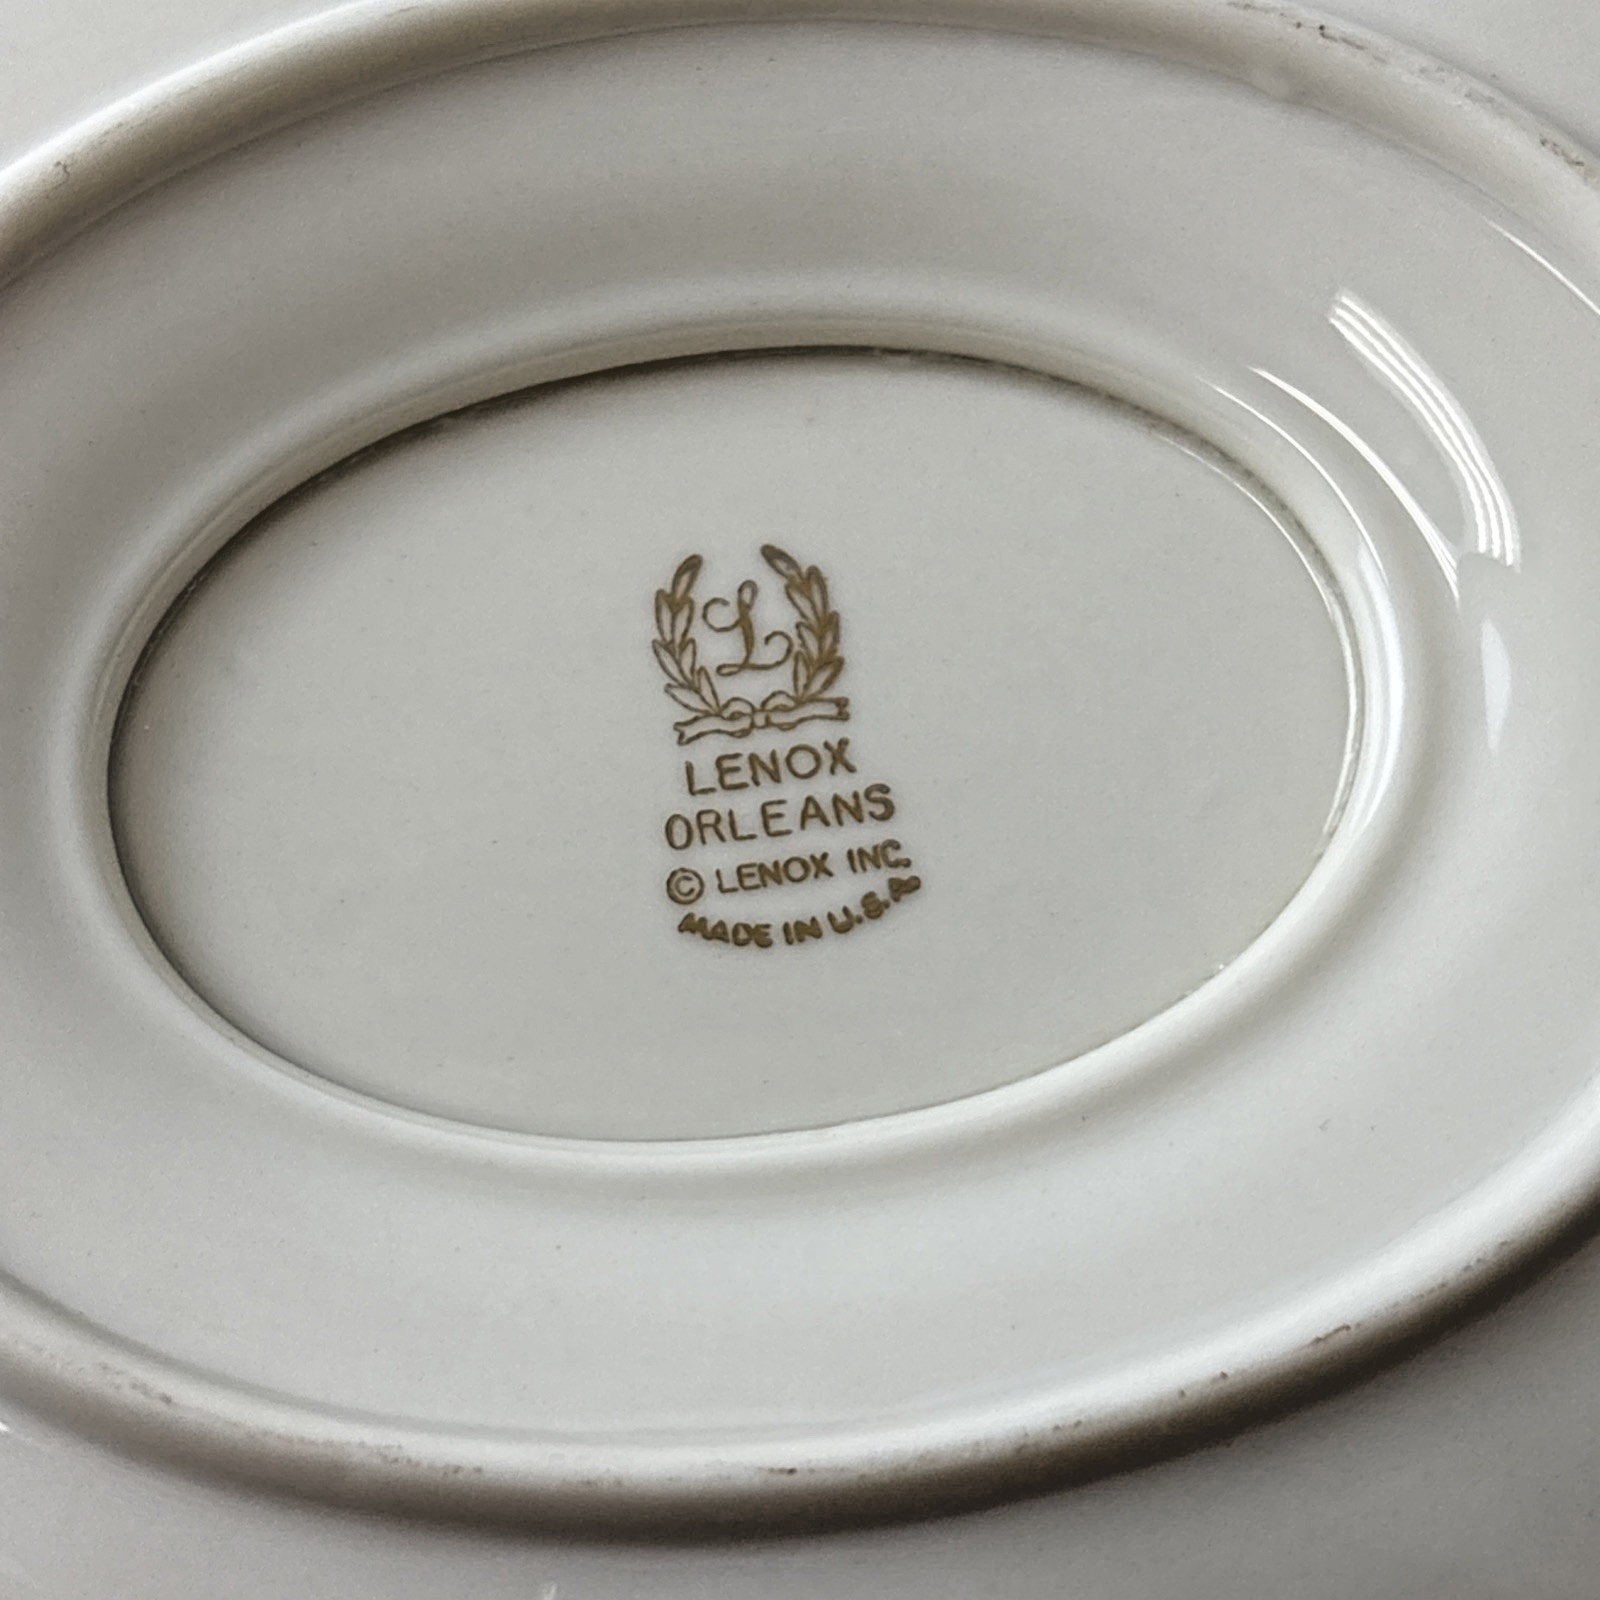 L
LENOX
ORLEANS
© LENOX INC.
MADE IN U.S.A.